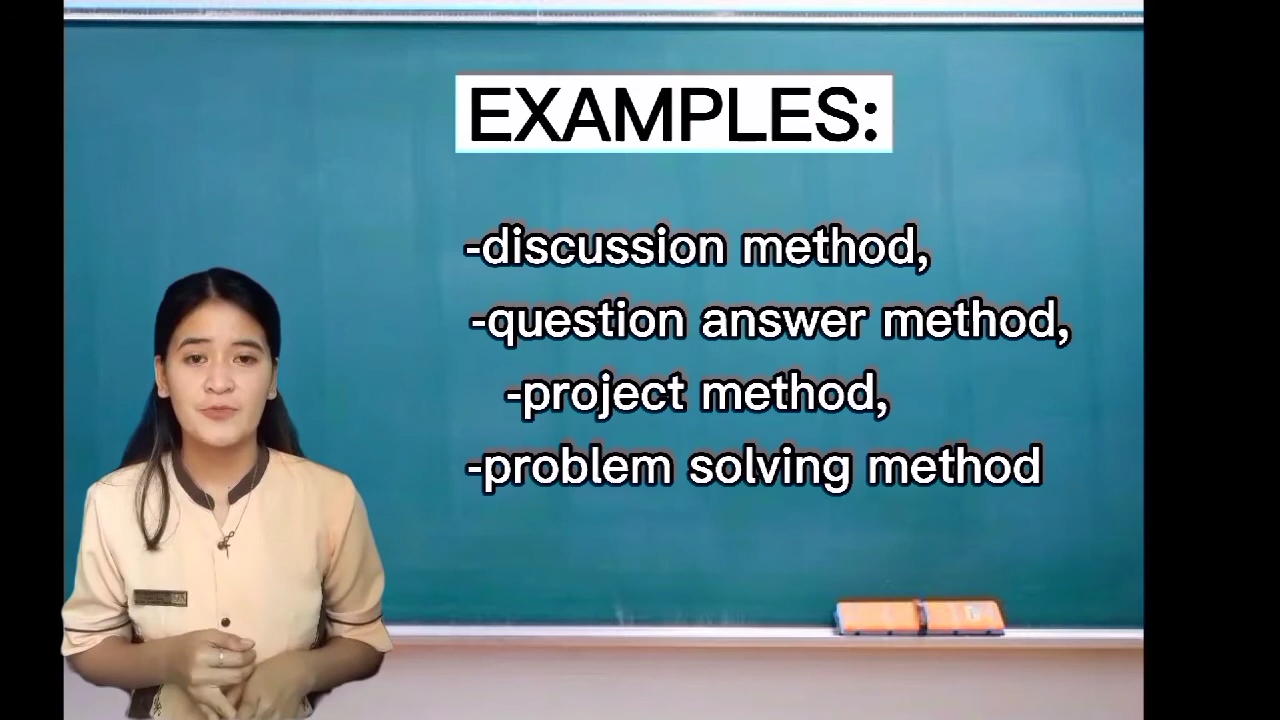 EXAMPLES:
-discussion method,
-question answer method,
-project method,
-problem solving method